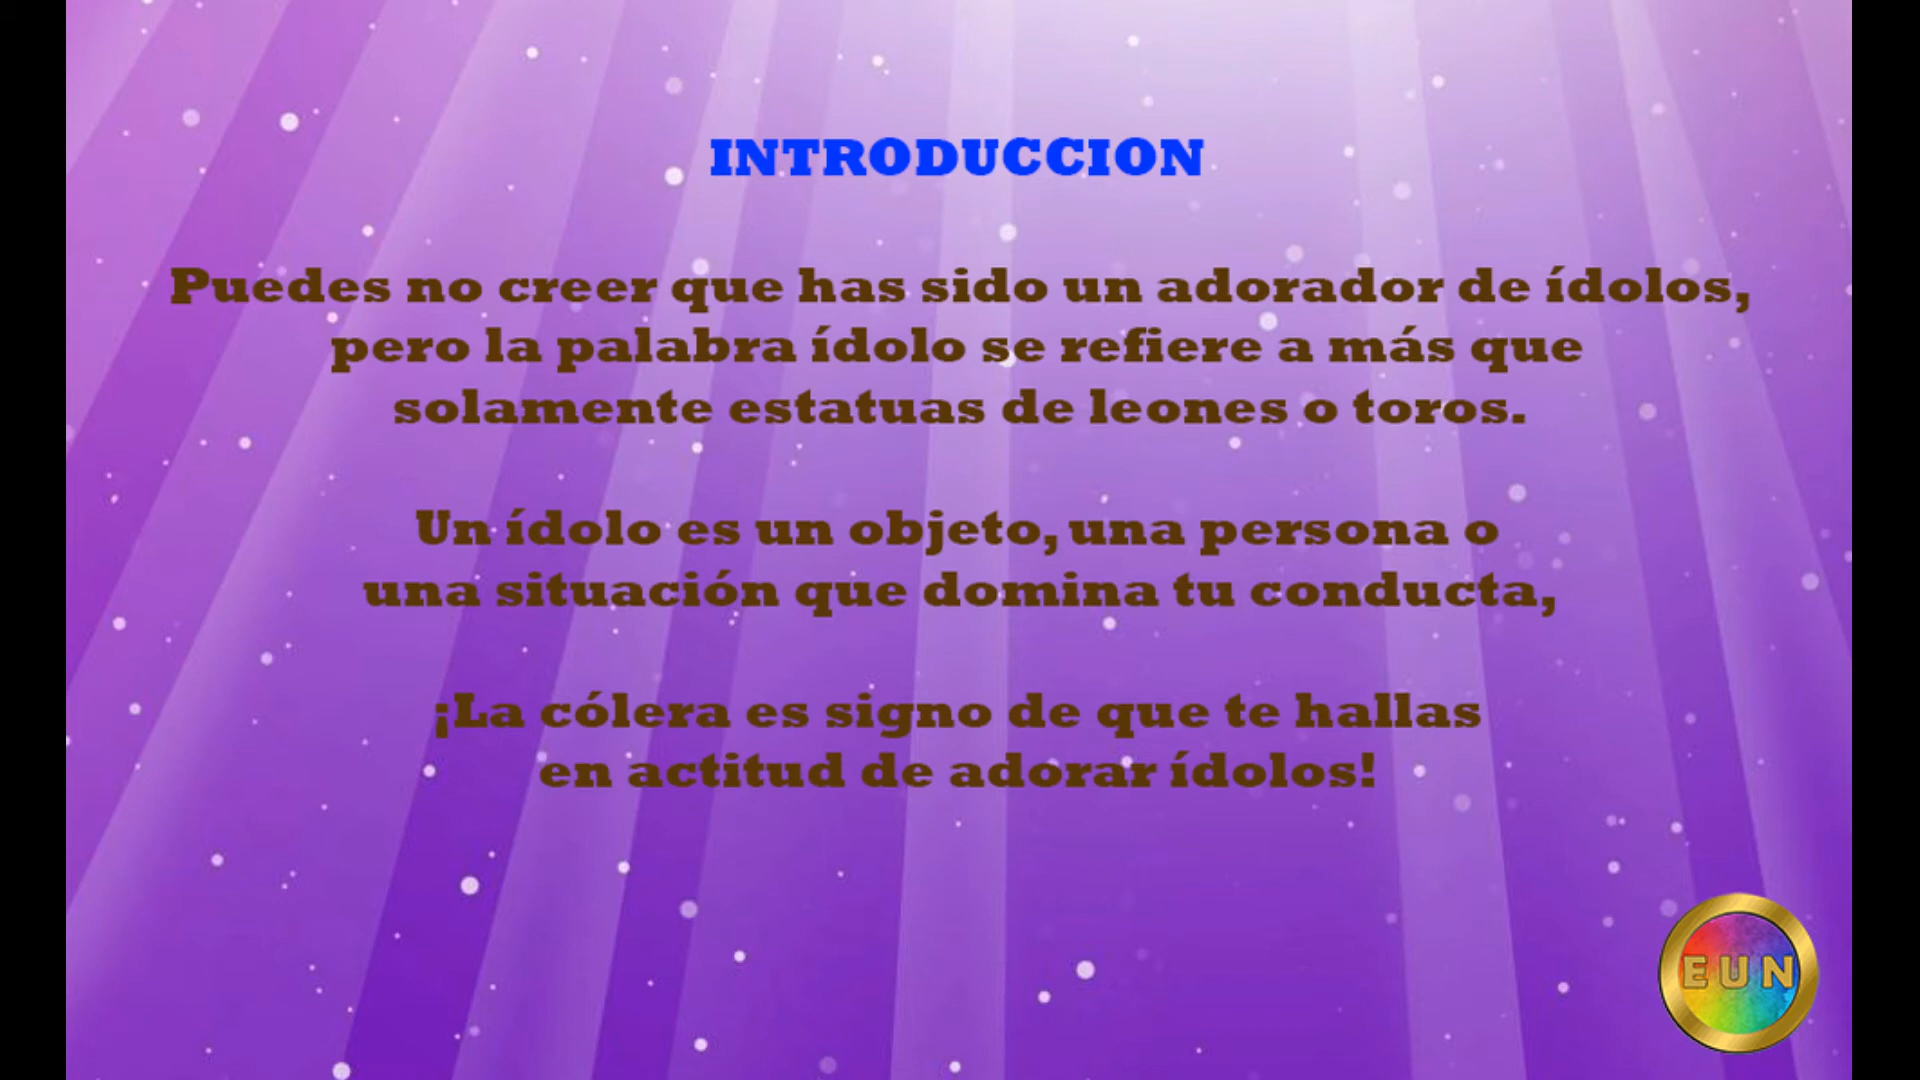 INTRODUCCION
Puedes no creer que has sido un adorador de ídolos,
pero la palabra ídolo se refiere a más que
solamente estatuas de leones o toros.
Un ídolo es un objeto, una persona o
una situación que domina tu conducta,
¡La cólera es signo de que te hallas
en actitud de adorar ídolos!
EUN